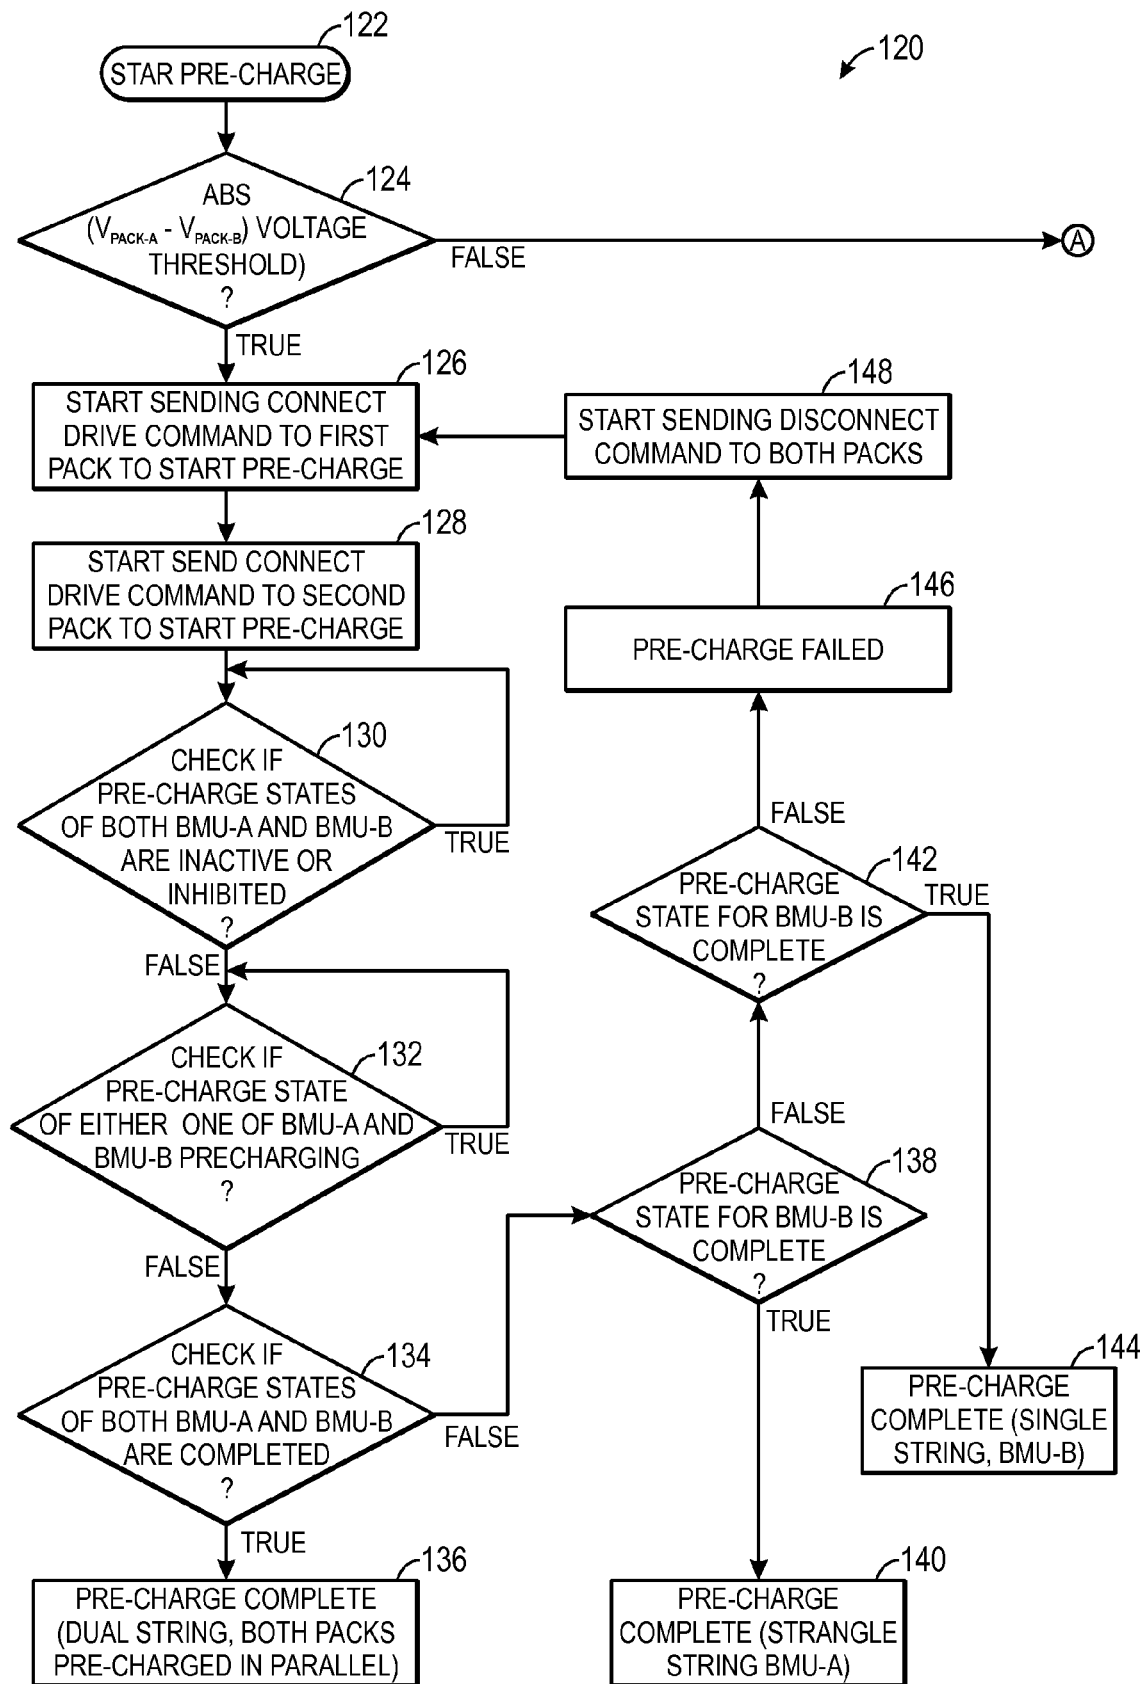 122
STAR PRE-CHARGE
120
124
ABS
(VPACK-A - VPACK-B) VOLTAGE
THRESHOLD)
?
FALSE
A
TRUE
126
START SENDING CONNECT
DRIVE COMMAND TO FIRST
PACK TO START PRE-CHARGE
148
START SENDING DISCONNECT
COMMAND TO BOTH PACKS
128
START SEND CONNECT
DRIVE COMMAND TO SECOND
PACK TO START PRE-CHARGE
146
PRE-CHARGE FAILED
130
CHECK IF
PRE-CHARGE STATES
OF BOTH BMU-A AND BMU-B
ARE INACTIVE OR
INHIBITED
?
TRUE
FALSE
FALSE
142
PRE-CHARGE
STATE FOR BMU-B IS
COMPLETE
?
TRUE
132
CHECK IF
PRE-CHARGE STATE
OF EITHER ONE OF BMU-A AND
BMU-B PRECHARGING
?
TRUE
FALSE
FALSE
138
PRE-CHARGE
STATE FOR BMU-B IS
COMPLETE
?
TRUE
134
CHECK IF
PRE-CHARGE STATES
OF BOTH BMU-A AND BMU-B
ARE COMPLETED
?
FALSE
TRUE
144
PRE-CHARGE
COMPLETE (SINGLE
STRING, BMU-B)
136
PRE-CHARGE COMPLETE
(DUAL STRING, BOTH PACKS
PRE-CHARGED IN PARALLEL)
140
PRE-CHARGE
COMPLETE (STRANGLE
STRING BMU-A)